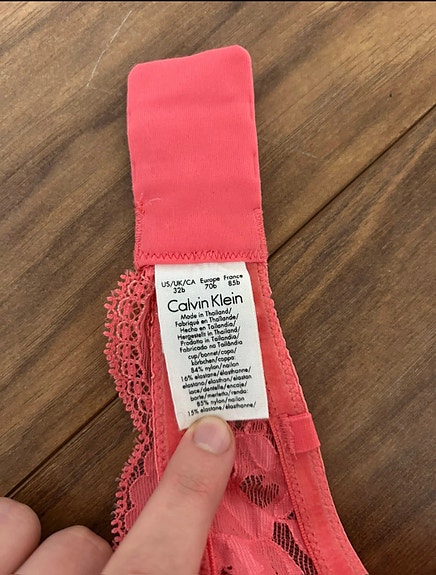 US/UK/CA Europe France
32b 70b 85b
Calvin Klein
Made in Thailand/
Fabriqué en Thaïlande/
Hecho en Tailandia/
Hergestellt in Thailand/
Prodotto in Tailandia/
Fabricado na Tailândia
cup/bonnet/copa/
körbchen/coppa:
84% nylon/nailon
16% elastane/élasthanne/
elastano/elasthan/elastan
lace/dentelle/encaje/
borte/merletto/renda:
85% nylon/nailon
15% elastane/élasthanne/